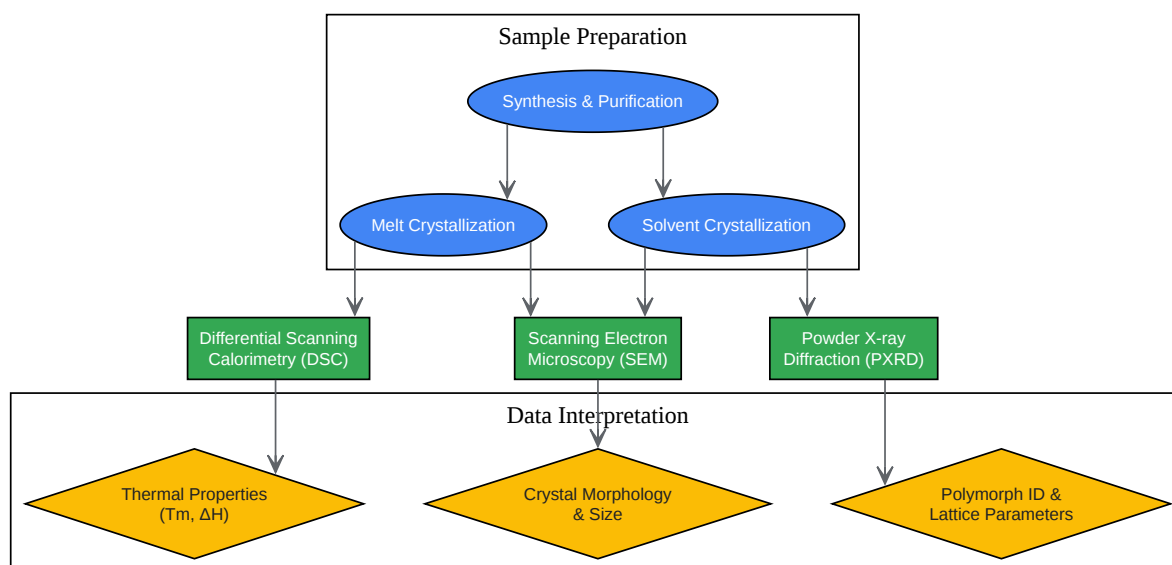 Sample Preparation
Synthesis & Purification
Melt Crystallization
Solvent Crystallization
Differential Scanning
Calorimetry (DSC)
Scanning Electron
Microscopy (SEM)
Powder X-ray
Diffraction (PXRD)
Data Interpretation
Thermal Properties
(Tm, ΔH)
Crystal Morphology
& Size
Polymorph ID &
Lattice Parameters